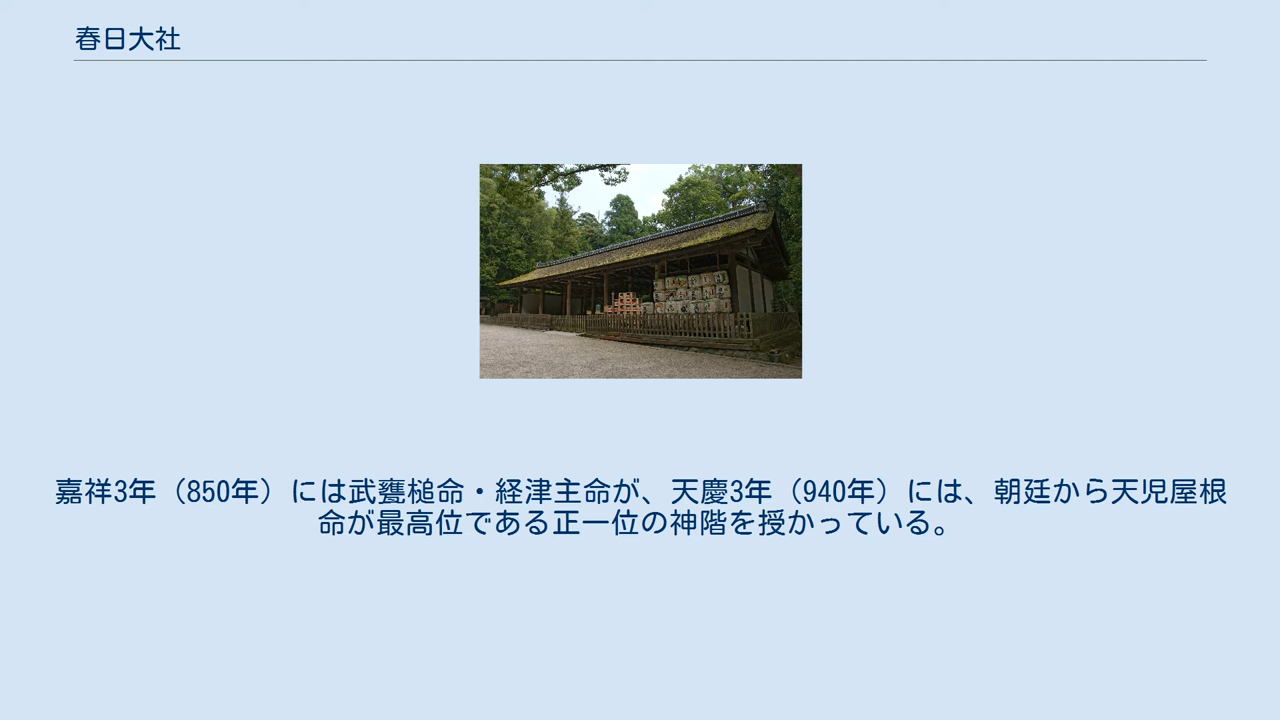 春日大社
嘉祥3年（850年）には武甕槌命・経津主命が、天慶3年（940年）には、朝廷から天児屋根
命が最高位である正一位の神階を授かっている。